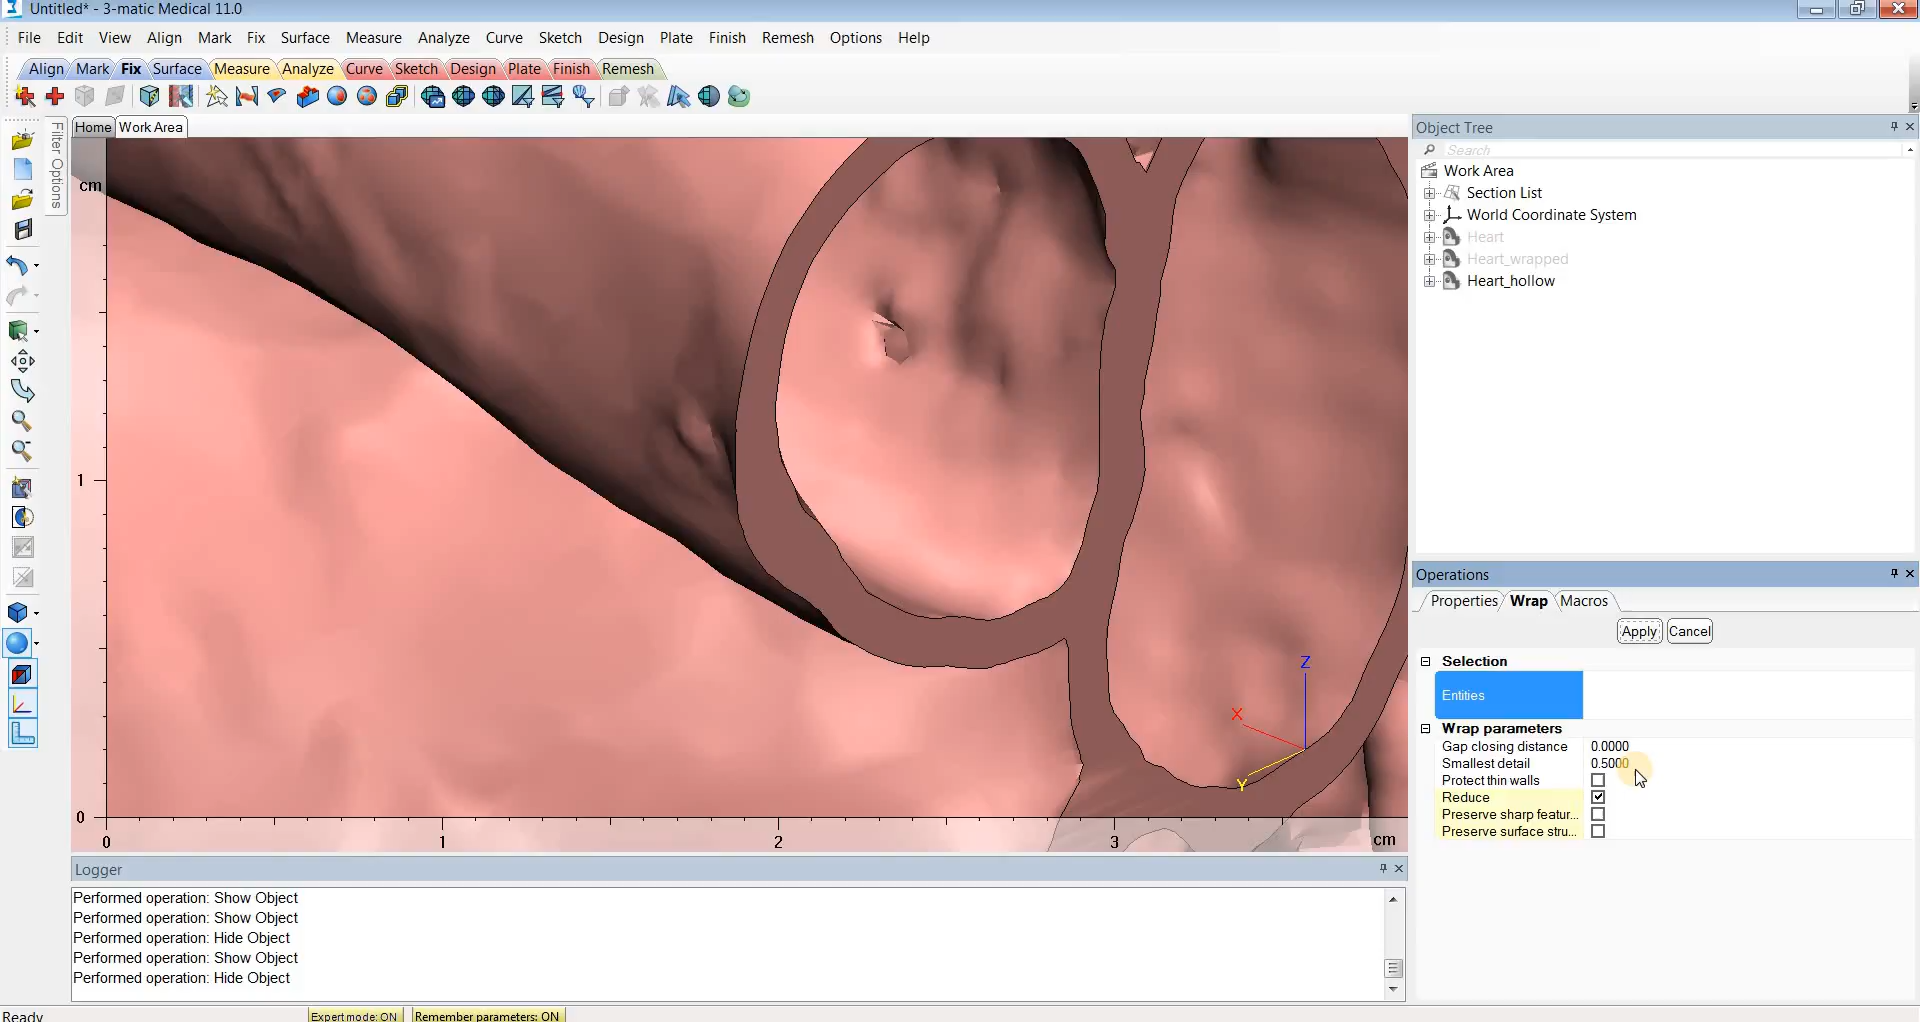 Untitled* - 3-matic Medical 11.0
File Edit View Align Mark Fix Surface Measure Analyze Curve Sketch Design Plate Finish Remesh Options Help
Align Mark Fix Surface Measure Analyze Curve Sketch Design Plate Finish Remesh
Filter Options
Home Work Area
cm
1
0
0 1 2 3 cm
Z
X
Y
Object Tree
Search
Work Area
Section List
World Coordinate System
Heart
Heart_wrapped
Heart_hollow
Operations
Properties Wrap Macros
Apply Cancel
Selection
Entities
Wrap parameters
Gap closing distance 0.0000
Smallest detail 0.5000
Protect thin walls
Reduce
Preserve sharp featur...
Preserve surface stru...
Logger
Performed operation: Show Object
Performed operation: Show Object
Performed operation: Hide Object
Performed operation: Show Object
Performed operation: Hide Object
Ready Expert mode: ON Remember parameters: ON